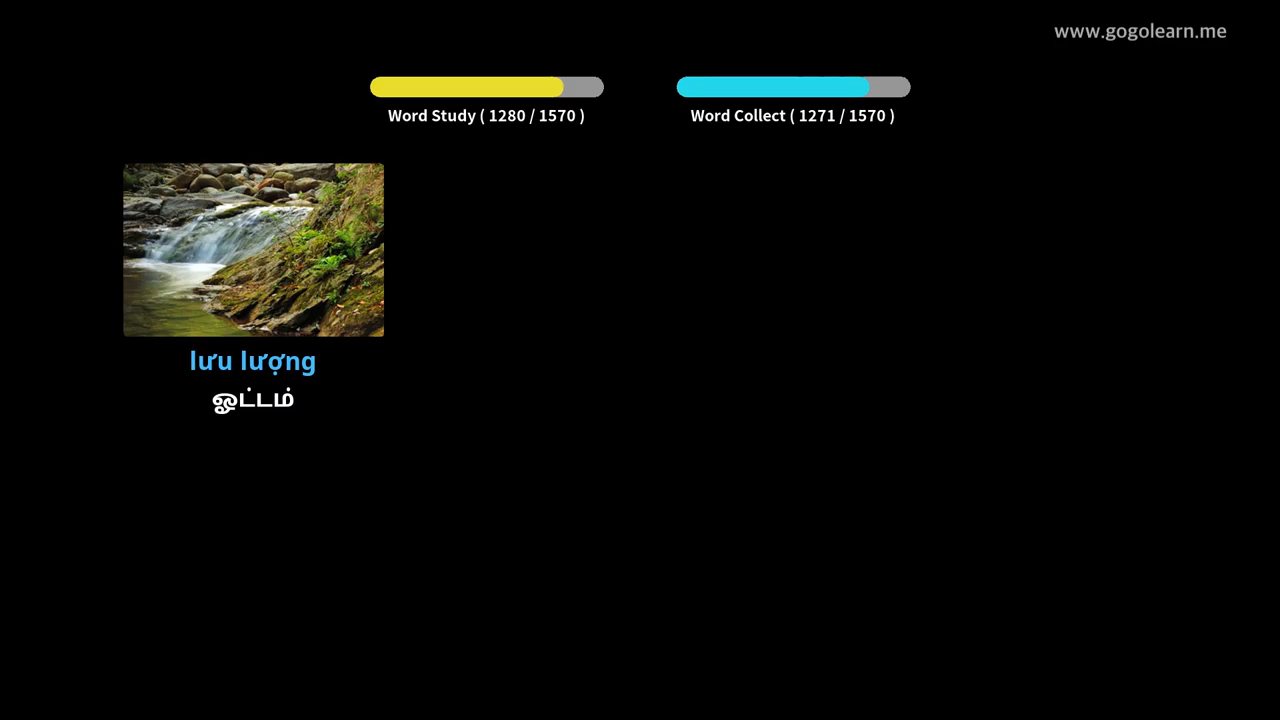 www.gogolearn.me
Word Study ( 1280 / 1570 )
Word Collect ( 1271 / 1570 )
lưu lượng
ஓட்டம்